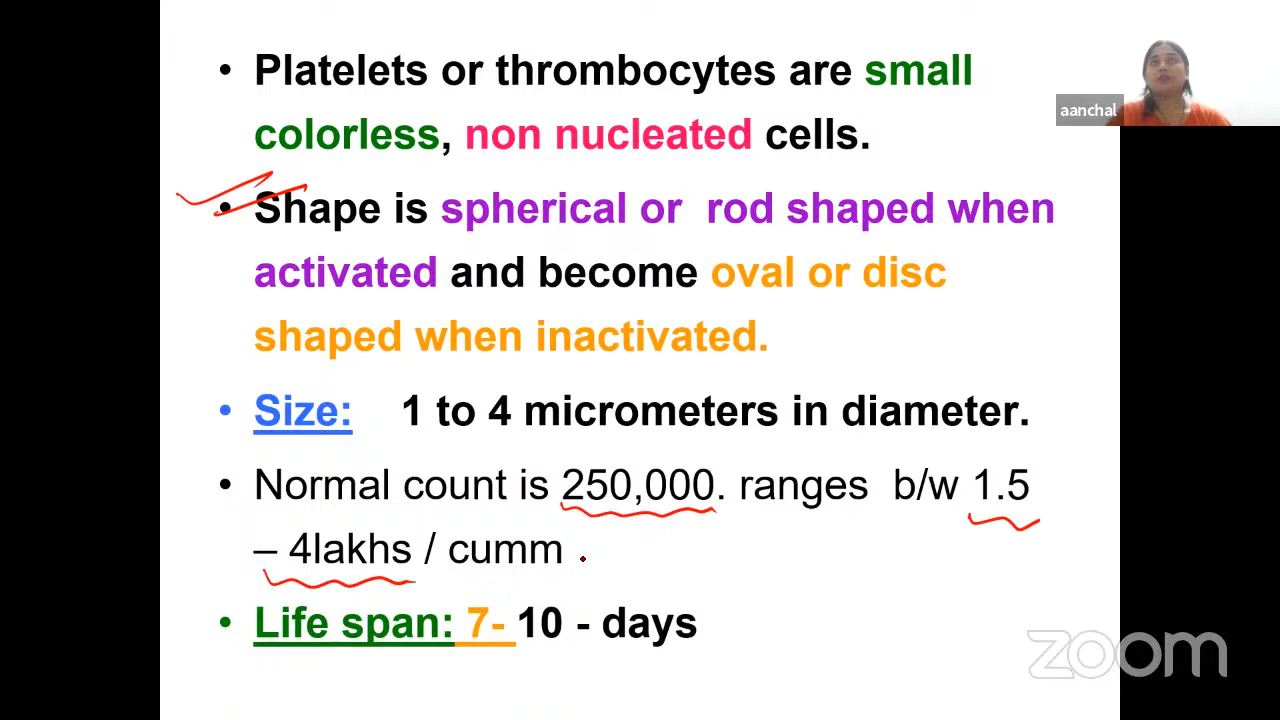 • Platelets or thrombocytes are small
colorless, non nucleated cells.
• Shape is spherical or rod shaped when
activated and become oval or disc
shaped when inactivated.
• Size: 1 to 4 micrometers in diameter.
• Normal count is 250,000. ranges b/w 1.5
– 4lakhs / cumm
• Life span: 7- 10 - days
aanchal
zoom